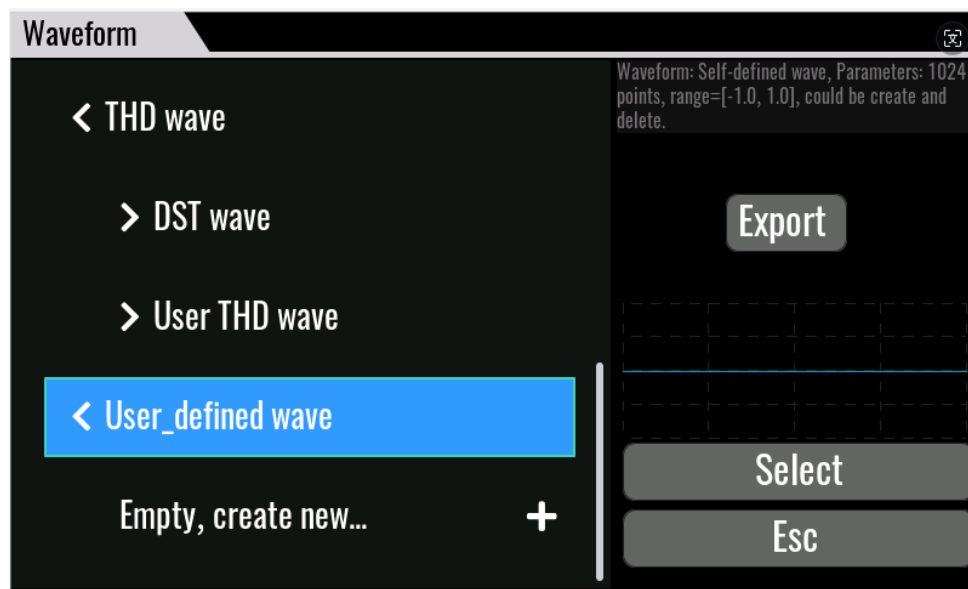 Waveform
THD wave
DST wave
User THD wave
User_defined wave
Empty, create new...
Waveform: Self-defined wave, Parameters: 1024
points, range=[-1.0, 1.0], could be create and
delete.
Export
Select
Esc